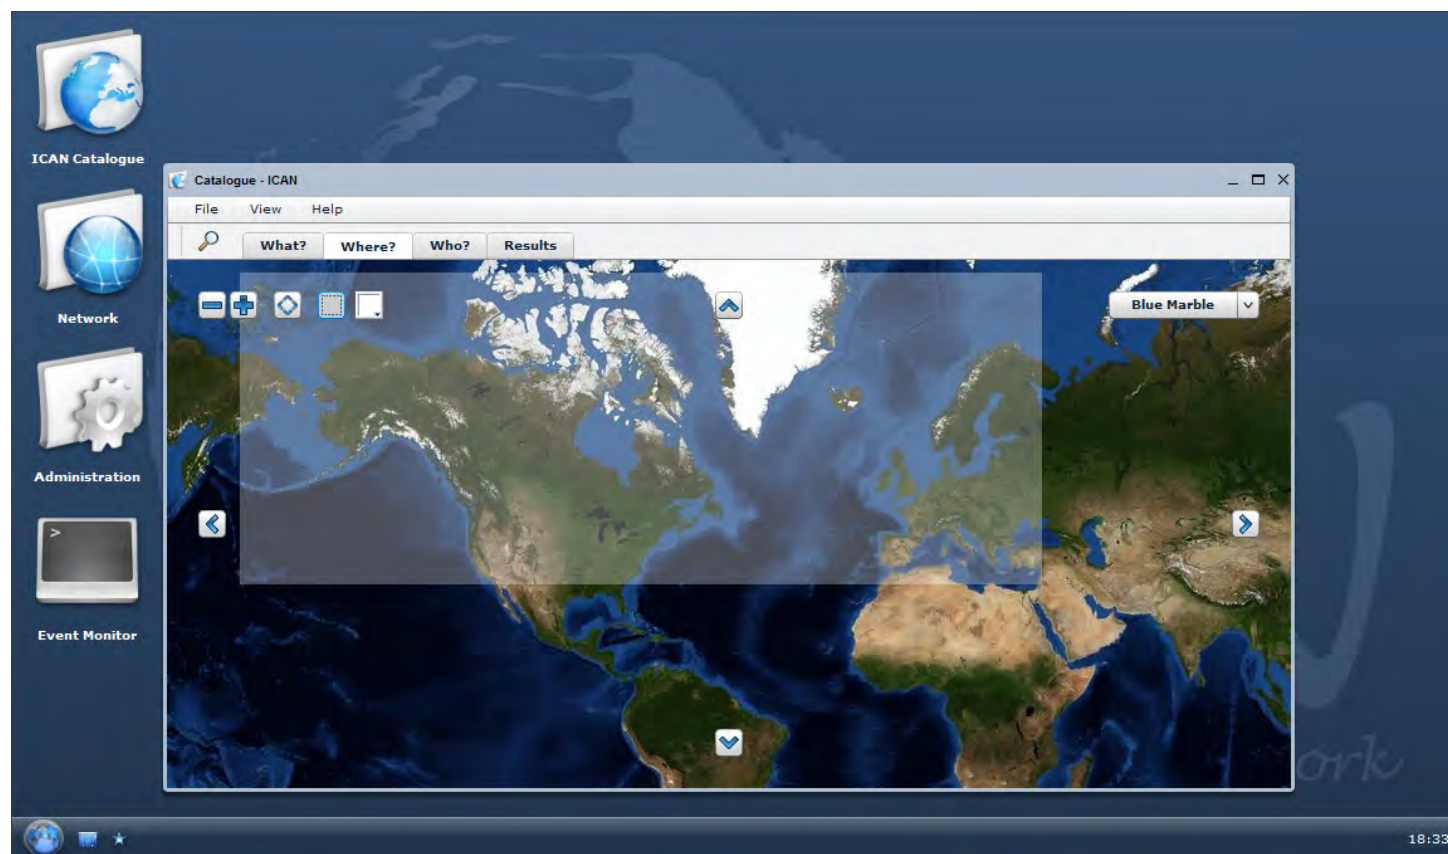 ICAN Catalogue
Network
Administration
>
Event Monitor
Catalogue - ICAN
File View Help
What? Where? Who? Results
Blue Marble
ork
18:33